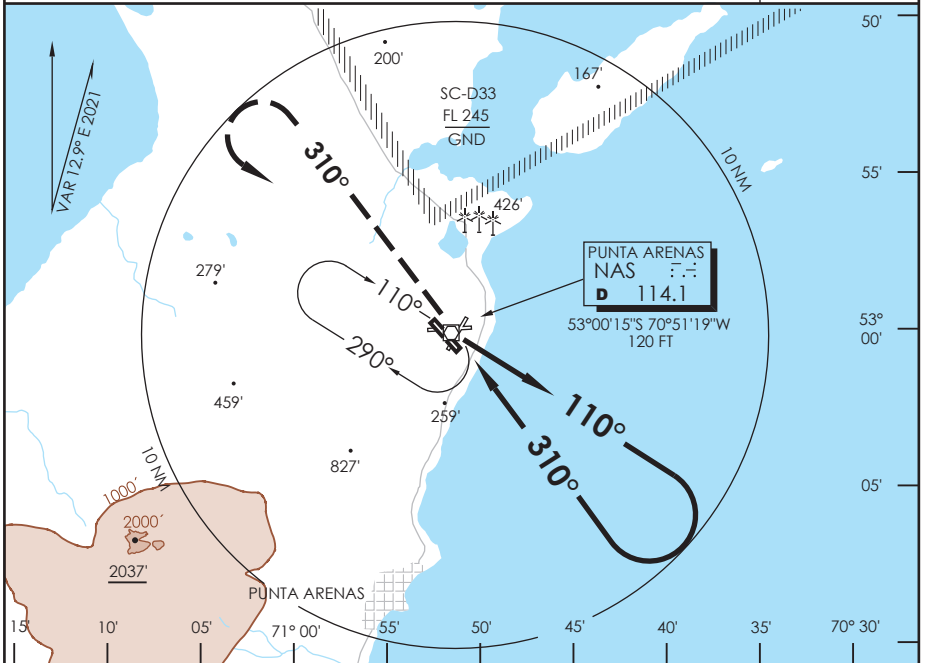 50'
200'
167'
SC-D33
FL 245
GND
VAR 12.9° E 2021
10 NM
310°
55'
426'
PUNTA ARENAS
NAS
D 114.1
53°00'15"S 70°51'19"W
120 FT
279'
110°
53°
00'
290°
459'
259'
110°
310°
827'
10 NM
05'
1000´
2000´
2037'
PUNTA ARENAS
15'
10'
05'
71° 00'
55'
50'
45'
40'
35'
70° 30'